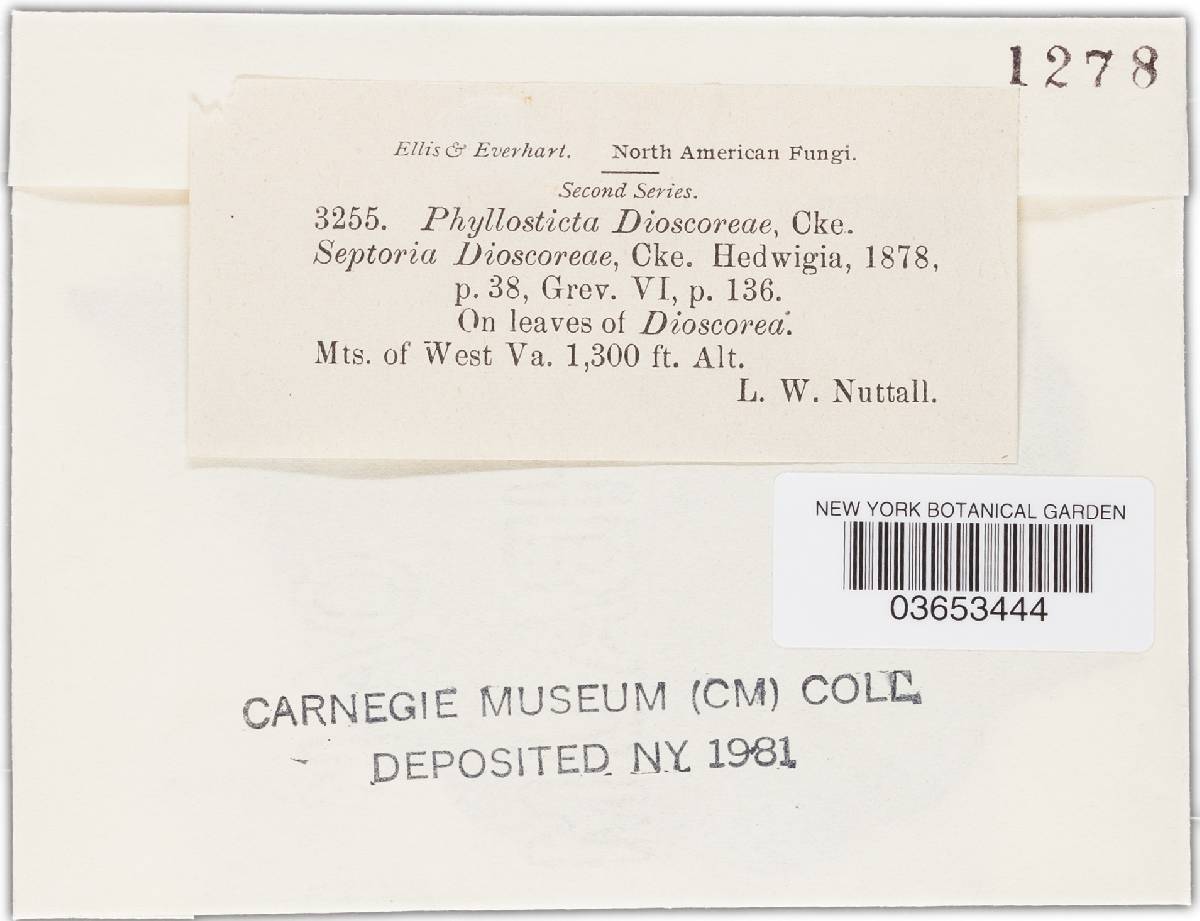 1278
Ellis & Everhart. North American Fungi.
Second Series.
3255. Phyllosticta Dioscoreae, Cke.
Septoria Dioscoreae, Cke. Hedwigia, 1878,
p. 38, Grev. VI, p. 136.
On leaves of Dioscorea.
Mts. of West Va. 1,300 ft. Alt.
L. W. Nuttall.
NEW YORK BOTANICAL GARDEN
03653444
CARNEGIE MUSEUM (CM) COLL.
DEPOSITED NY. 1981